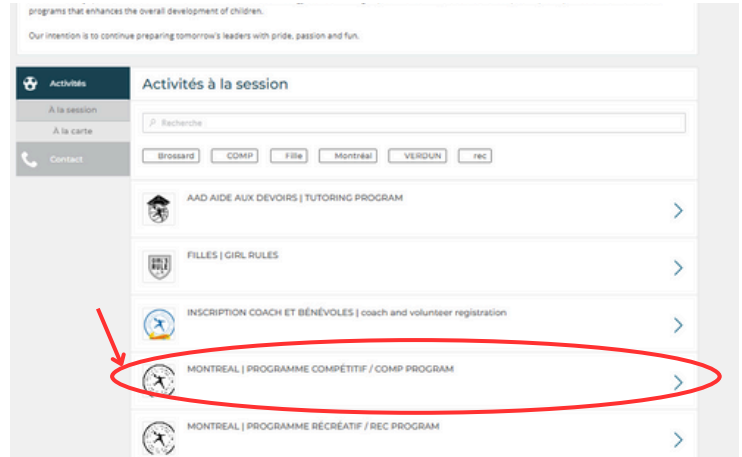 programs that enhances the overall development of children.
Our intention is to continue preparing tomorrow's leaders with pride, passion and fun.
Activités
À la session
À la carte
Contact
Activités à la session
Recherche
Brossard COMP Fille Montréal VERDUN rec
AAD AIDE AUX DEVOIRS | TUTORING PROGRAM
FILLES | GIRL RULES
INSCRIPTION COACH ET BÉNÉVOLES | coach and volunteer registration
MONTREAL | PROGRAMME COMPÉTITIF / COMP PROGRAM
MONTREAL | PROGRAMME RÉCRÉATIF / REC PROGRAM